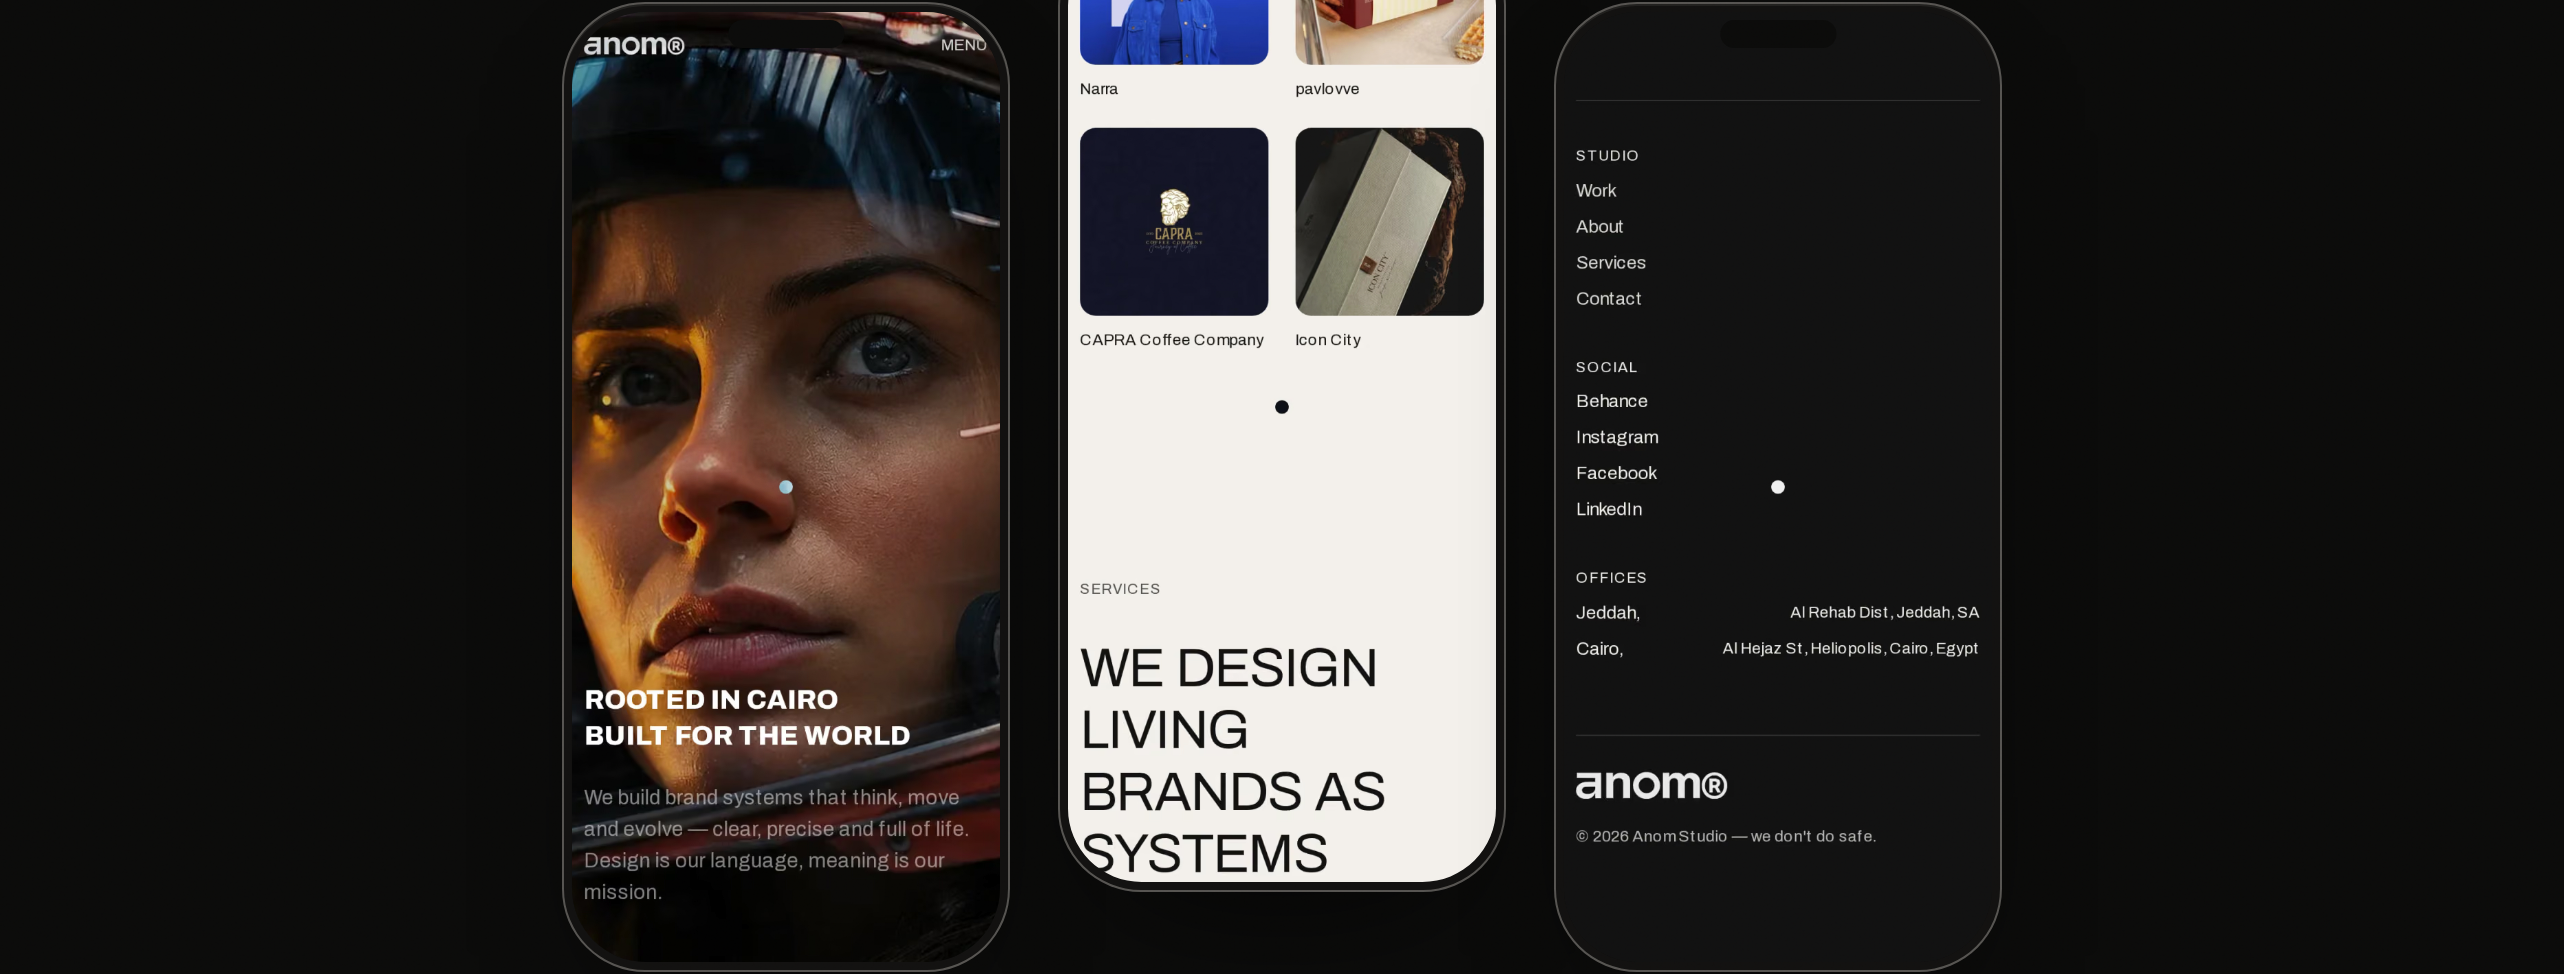 anom®
MENU
ROOTED IN CAIRO
BUILT FOR THE WORLD
We build brand systems that think, move
and evolve — clear, precise and full of life.
Design is our language, meaning is our
mission.
Narra
pavlovve
CAPRA
COFFEE COMPANY
ICON CITY
CAPRA Coffee Company
Icon City
SERVICES
WE DESIGN
LIVING
BRANDS AS
SYSTEMS
STUDIO
Work
About
Services
Contact
SOCIAL
Behance
Instagram
Facebook
LinkedIn
OFFICES
Jeddah, Al Rehab Dist, Jeddah, SA
Cairo, Al Hejaz St, Heliopolis, Cairo, Egypt
anom®
© 2026 Anom Studio — we don't do safe.